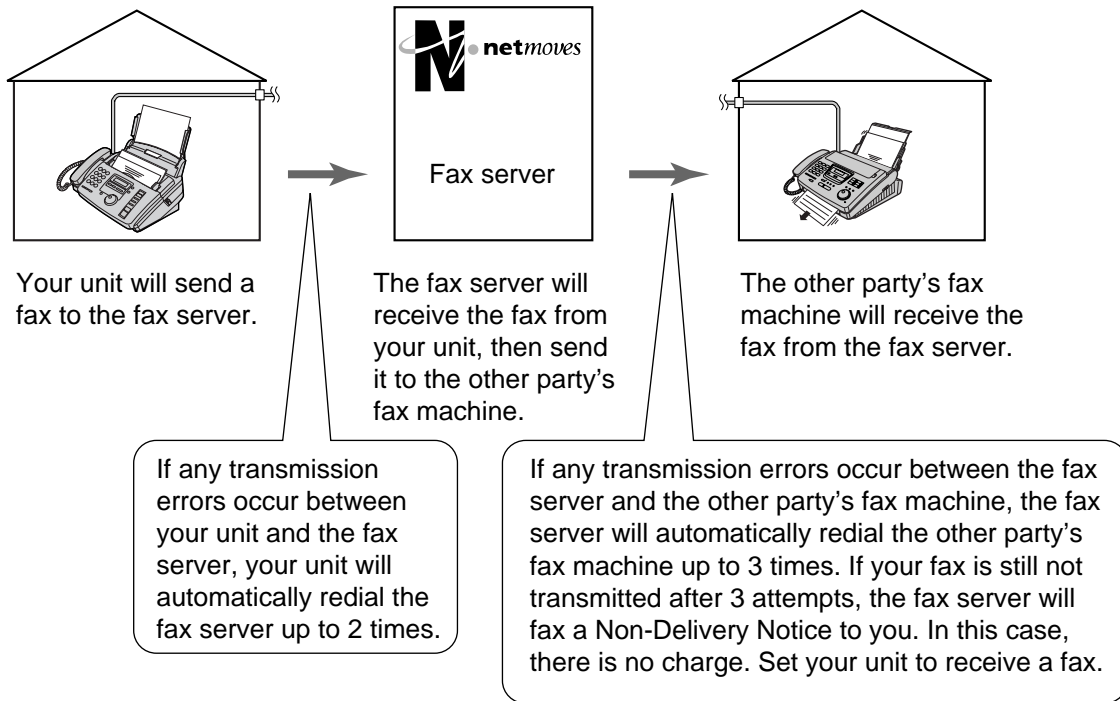 netmoves
Fax server
Your unit will send a
fax to the fax server.
The fax server will
receive the fax from
your unit, then send
it to the other party's
fax machine.
The other party's fax
machine will receive the
fax from the fax server.
If any transmission
errors occur between
your unit and the fax
server, your unit will
automatically redial the
fax server up to 2 times.
If any transmission errors occur between the fax
server and the other party's fax machine, the fax
server will automatically redial the other party's
fax machine up to 3 times. If your fax is still not
transmitted after 3 attempts, the fax server will
fax a Non-Delivery Notice to you. In this case,
there is no charge. Set your unit to receive a fax.